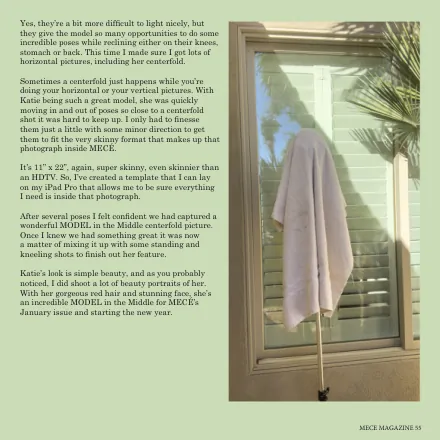 Yes, they're a bit more difficult to light nicely, but
they give the model so many opportunities to do some
incredible poses while reclining either on their knees,
stomach or back. This time I made sure I got lots of
horizontal pictures, including her centerfold.
Sometimes a centerfold just happens while you're
doing your horizontal or your vertical pictures. With
Katie being such a great model, she was quickly
moving in and out of poses so close to a centerfold
shot it was hard to keep up. I only had to finesse
them just a little with some minor direction to get
them to fit the very skinny format that makes up that
photograph inside MECE.
It's 11" x 22", again, super skinny, even skinnier than
an HDTV. So, I've created a template that I can lay
on my iPad Pro that allows me to be sure everything
I need is inside that photograph.
After several poses I felt confident we had captured a
wonderful MODEL in the Middle centerfold picture.
Once I knew we had something great it was now
a matter of mixing it up with some standing and
kneeling shots to finish out her feature.
Katie's look is simple beauty, and as you probably
noticed, I did shoot a lot of beauty portraits of her.
With her gorgeous red hair and stunning face, she's
an incredible MODEL in the Middle for MECE's
January issue and starting the new year.
MECE MAGAZINE 55